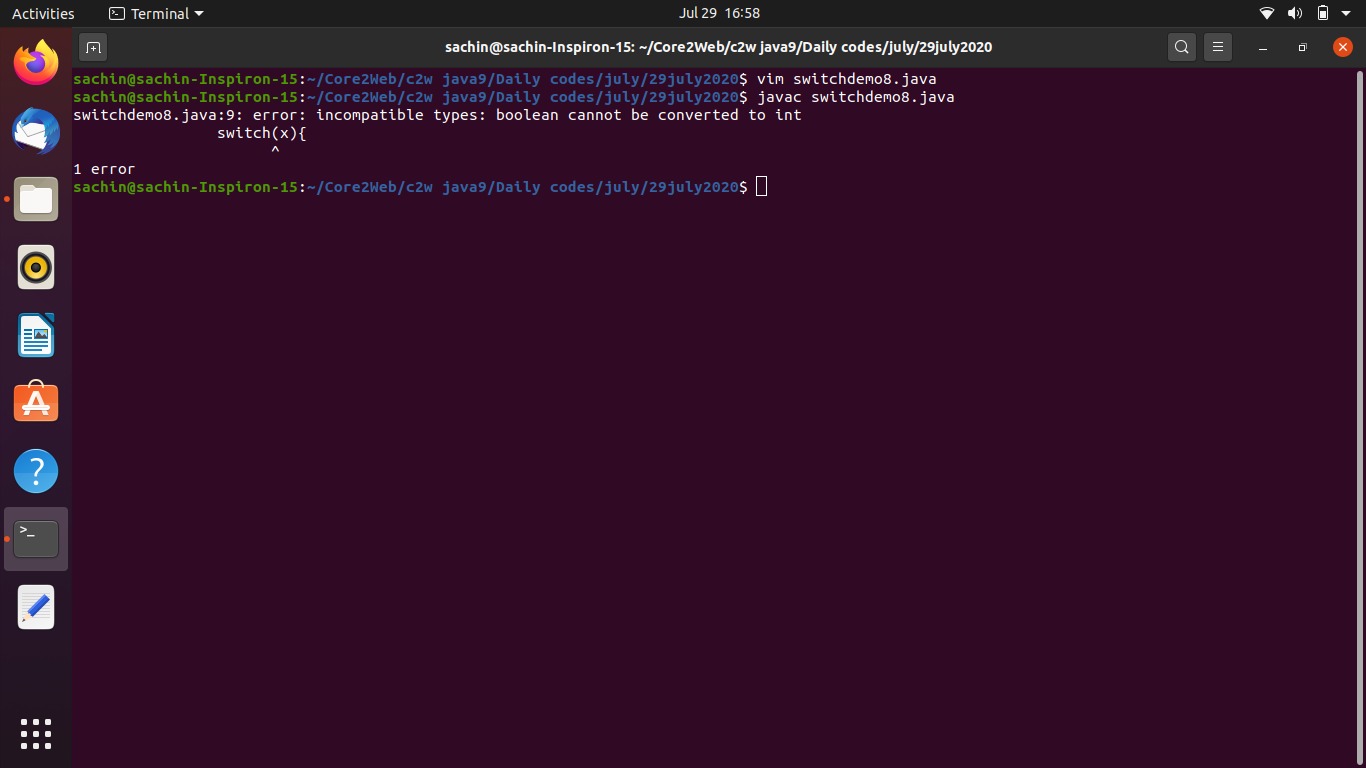 Activities Terminal Jul 29 16:58
sachin@sachin-Inspiron-15: ~/Core2Web/c2w java9/Daily codes/july/29july2020
sachin@sachin-Inspiron-15:~/Core2Web/c2w java9/Daily codes/july/29july2020$ vim switchdemo8.java
sachin@sachin-Inspiron-15:~/Core2Web/c2w java9/Daily codes/july/29july2020$ javac switchdemo8.java
switchdemo8.java:9: error: incompatible types: boolean cannot be converted to int
                switch(x){
                      ^
1 error
sachin@sachin-Inspiron-15:~/Core2Web/c2w java9/Daily codes/july/29july2020$